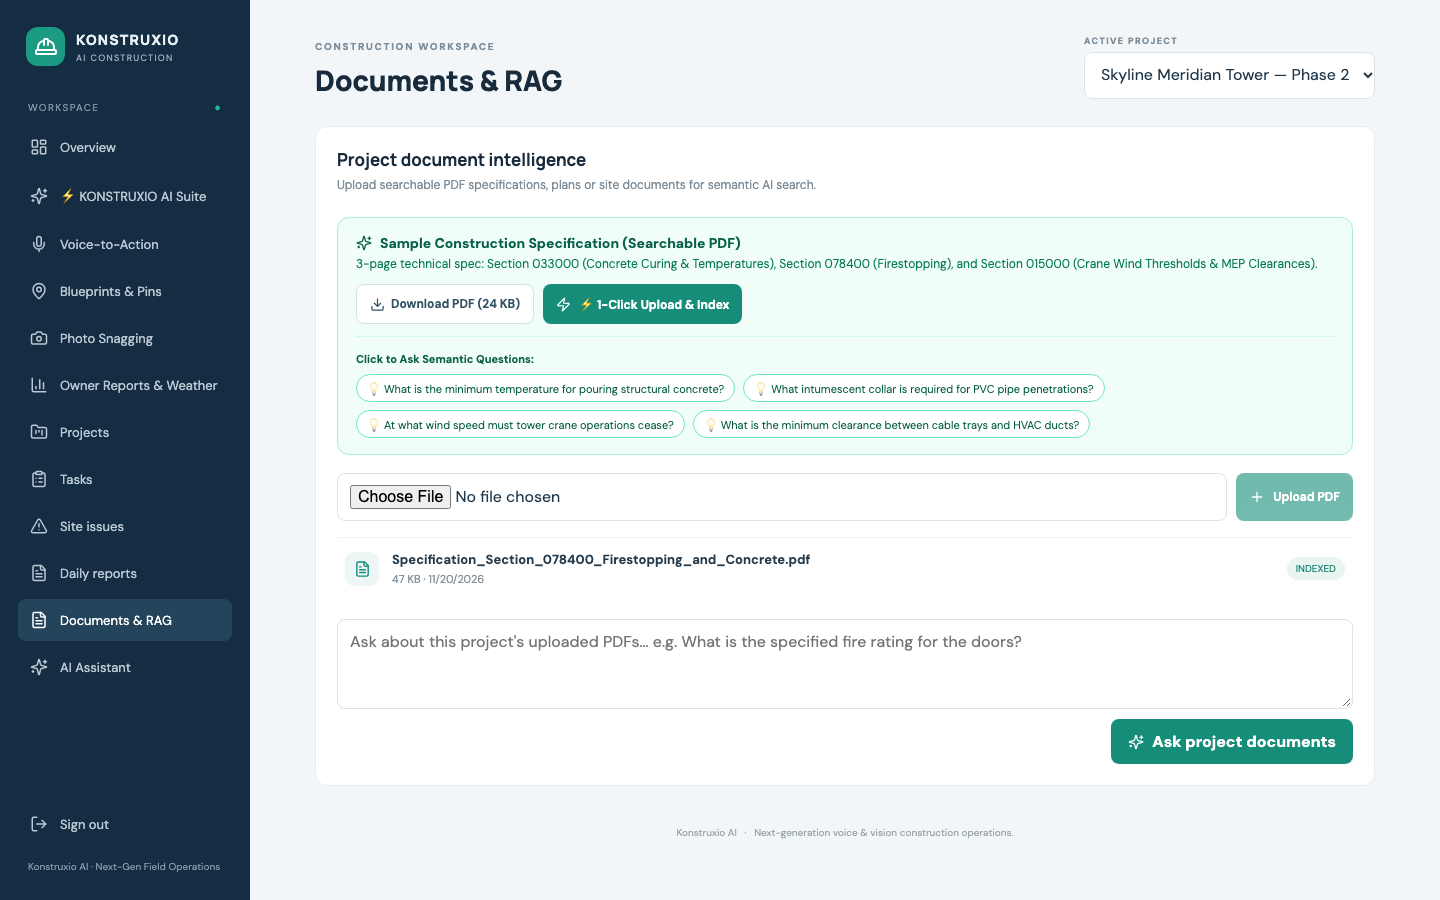 KONSTRUXIO
AI CONSTRUCTION
WORKSPACE
Overview
⚡ KONSTRUXIO AI Suite
Voice-to-Action
Blueprints & Pins
Photo Snagging
Owner Reports & Weather
Projects
Tasks
Site issues
Daily reports
Documents & RAG
AI Assistant
Sign out
Konstruxio AI · Next-Gen Field Operations
CONSTRUCTION WORKSPACE
Documents & RAG
ACTIVE PROJECT
Skyline Meridian Tower — Phase 2
Project document intelligence
Upload searchable PDF specifications, plans or site documents for semantic AI search.
Sample Construction Specification (Searchable PDF)
3-page technical spec: Section 033000 (Concrete Curing & Temperatures), Section 078400 (Firestopping), and Section 015000 (Crane Wind Thresholds & MEP Clearances).
Download PDF (24 KB)
⚡ 1-Click Upload & Index
Click to Ask Semantic Questions:
💡 What is the minimum temperature for pouring structural concrete?
💡 What intumescent collar is required for PVC pipe penetrations?
💡 At what wind speed must tower crane operations cease?
💡 What is the minimum clearance between cable trays and HVAC ducts?
Choose File No file chosen
Upload PDF
Specification_Section_078400_Firestopping_and_Concrete.pdf
47 KB · 11/20/2026
INDEXED
Ask about this project's uploaded PDFs... e.g. What is the specified fire rating for the doors?
Ask project documents
Konstruxio AI · Next-generation voice & vision construction operations.